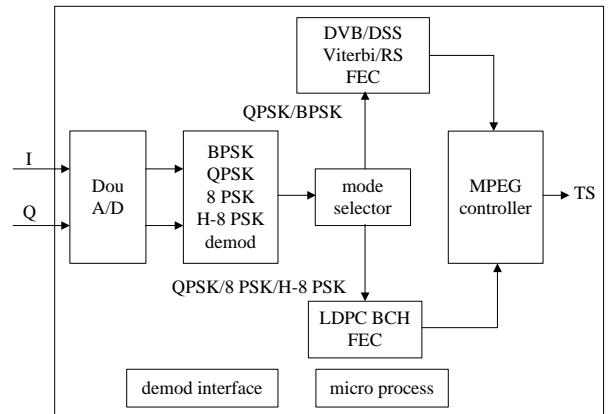 DVB/DSS
Viterbi/RS
FEC
QPSK/BPSK
I
Q
Dou
A/D
BPSK
QPSK
8 PSK
H-8 PSK
demod
mode
selector
MPEG
controller
TS
QPSK/8 PSK/H-8 PSK
LDPC BCH
FEC
demod interface
micro process